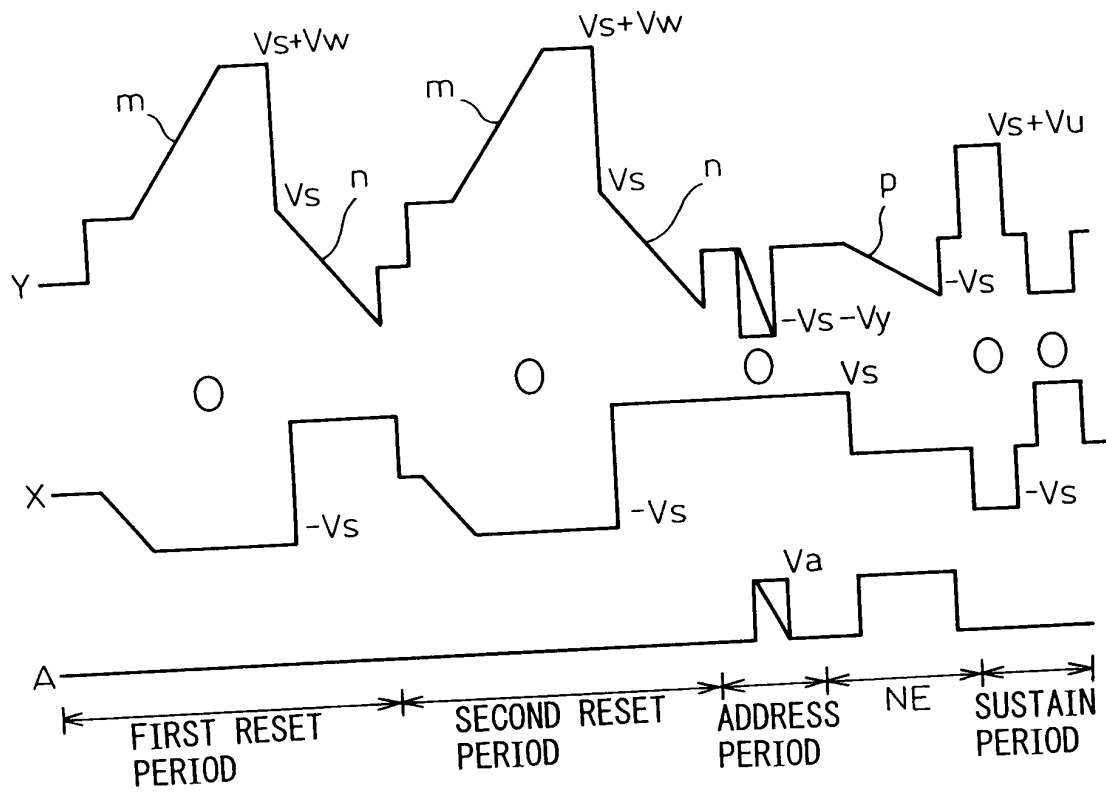 Vs+Vw
Vs+Vw
m
m
Vs+Vu
Vs
n
Vs
n
p
Y
-Vs
-Vs-Vy
Vs
X
-Vs
-Vs
-Vs
Va
A
FIRST RESET
PERIOD
SECOND RESET
PERIOD
ADDRESS
PERIOD
NE
SUSTAIN
PERIOD